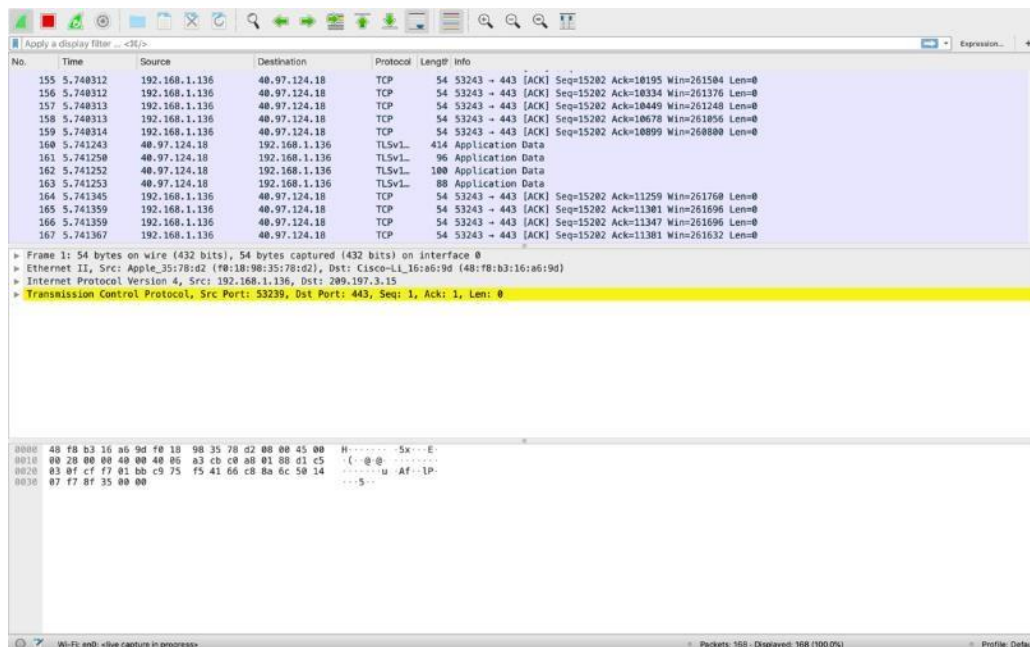 Apply a display filter ... <⌘/>
Expression...
+
No. Time Source Destination Protocol Length Info
155 5.740312 192.168.1.136 40.97.124.18 TCP 54 53243 → 443 [ACK] Seq=15202 Ack=10195 Win=261504 Len=0
156 5.740312 192.168.1.136 40.97.124.18 TCP 54 53243 → 443 [ACK] Seq=15202 Ack=10334 Win=261376 Len=0
157 5.740313 192.168.1.136 40.97.124.18 TCP 54 53243 → 443 [ACK] Seq=15202 Ack=10449 Win=261248 Len=0
158 5.740313 192.168.1.136 40.97.124.18 TCP 54 53243 → 443 [ACK] Seq=15202 Ack=10678 Win=261056 Len=0
159 5.740314 192.168.1.136 40.97.124.18 TCP 54 53243 → 443 [ACK] Seq=15202 Ack=10899 Win=260800 Len=0
160 5.741243 40.97.124.18 192.168.1.136 TLSv1… 414 Application Data
161 5.741250 40.97.124.18 192.168.1.136 TLSv1… 96 Application Data
162 5.741252 40.97.124.18 192.168.1.136 TLSv1… 100 Application Data
163 5.741253 40.97.124.18 192.168.1.136 TLSv1… 88 Application Data
164 5.741345 192.168.1.136 40.97.124.18 TCP 54 53243 → 443 [ACK] Seq=15202 Ack=11259 Win=261760 Len=0
165 5.741359 192.168.1.136 40.97.124.18 TCP 54 53243 → 443 [ACK] Seq=15202 Ack=11301 Win=261696 Len=0
166 5.741359 192.168.1.136 40.97.124.18 TCP 54 53243 → 443 [ACK] Seq=15202 Ack=11347 Win=261696 Len=0
167 5.741367 192.168.1.136 40.97.124.18 TCP 54 53243 → 443 [ACK] Seq=15202 Ack=11381 Win=261632 Len=0
Frame 1: 54 bytes on wire (432 bits), 54 bytes captured (432 bits) on interface 0
Ethernet II, Src: Apple_35:78:d2 (f0:18:98:35:78:d2), Dst: Cisco-Li_16:a6:9d (48:f8:b3:16:a6:9d)
Internet Protocol Version 4, Src: 192.168.1.136, Dst: 209.197.3.15
Transmission Control Protocol, Src Port: 53239, Dst Port: 443, Seq: 1, Ack: 1, Len: 0
0000 48 f8 b3 16 a6 9d f0 18 98 35 78 d2 08 00 45 00 H······· ·5x···E·
0010 00 28 00 00 40 00 40 06 a3 cb c0 a8 01 88 d1 c5 ·(··@·@· ········
0020 03 0f cf f7 01 bb c9 75 f5 41 66 c8 8a 6c 50 14 ·······u ·Af··lP·
0030 07 f7 8f 35 00 00 ···5··
Wi-Fi: en0: <live capture in progress>
Packets: 168 · Displayed: 168 (100.0%)
Profile: Defau